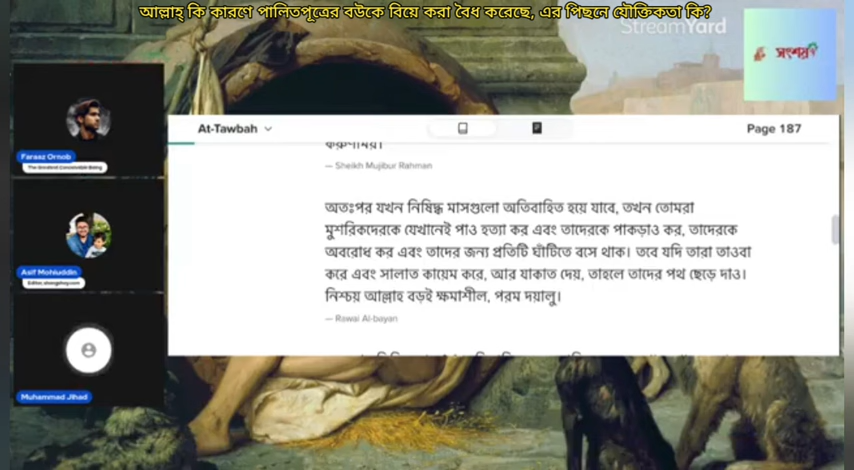 আল্লাহ্ কি কারণে পালিতপূত্রের বউকে বিয়ে করা বৈধ করেছে, এর পিছনে যৌক্তিকতা কি?
StreamYard
সংশয়
At-Tawbah
Page 187
— Sheikh Mujibur Rahman
অতঃপর যখন নিষিদ্ধ মাসগুলো অতিবাহিত হয়ে যাবে, তখন তোমরা
মুশরিকদেরকে যেখানেই পাও হত্যা কর এবং তাদেরকে পাকড়াও কর, তাদেরকে
অবরোধ কর এবং তাদের জন্য প্রতিটি ঘাঁটিতে বসে থাক। তবে যদি তারা তাওবা
করে এবং সালাত কায়েম করে, আর যাকাত দেয়, তাহলে তাদের পথ ছেড়ে দাও।
নিশ্চয় আল্লাহ বড়ই ক্ষমাশীল, পরম দয়ালু।
— Rawai Al-bayan
Faraaz Ornob
Asif Mohiuddin
Muhammad Jihad